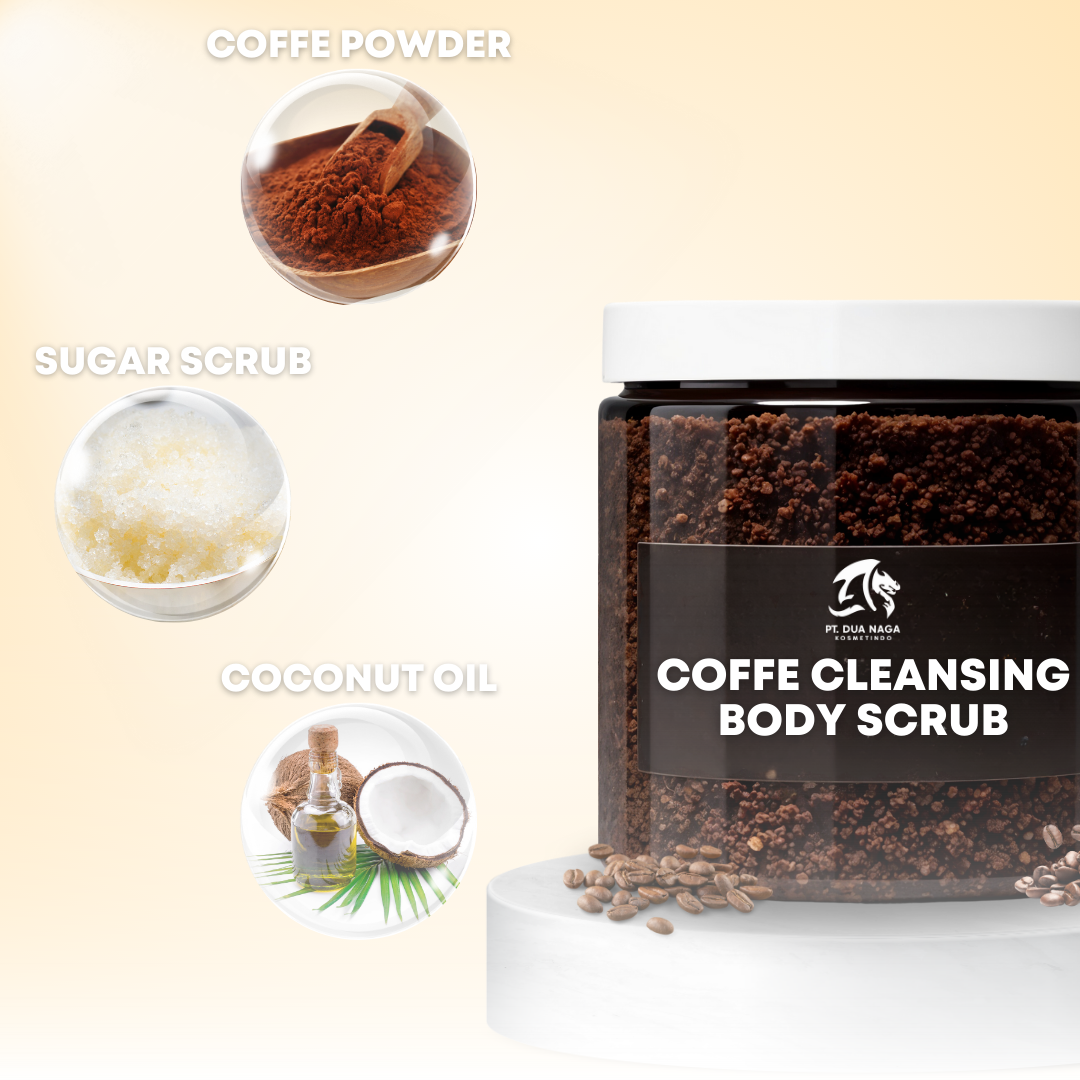 COFFE POWDER
SUGAR SCRUB
COCONUT OIL
PT. DUA NAGA
KOSMETINDO
COFFE CLEANSING
BODY SCRUB